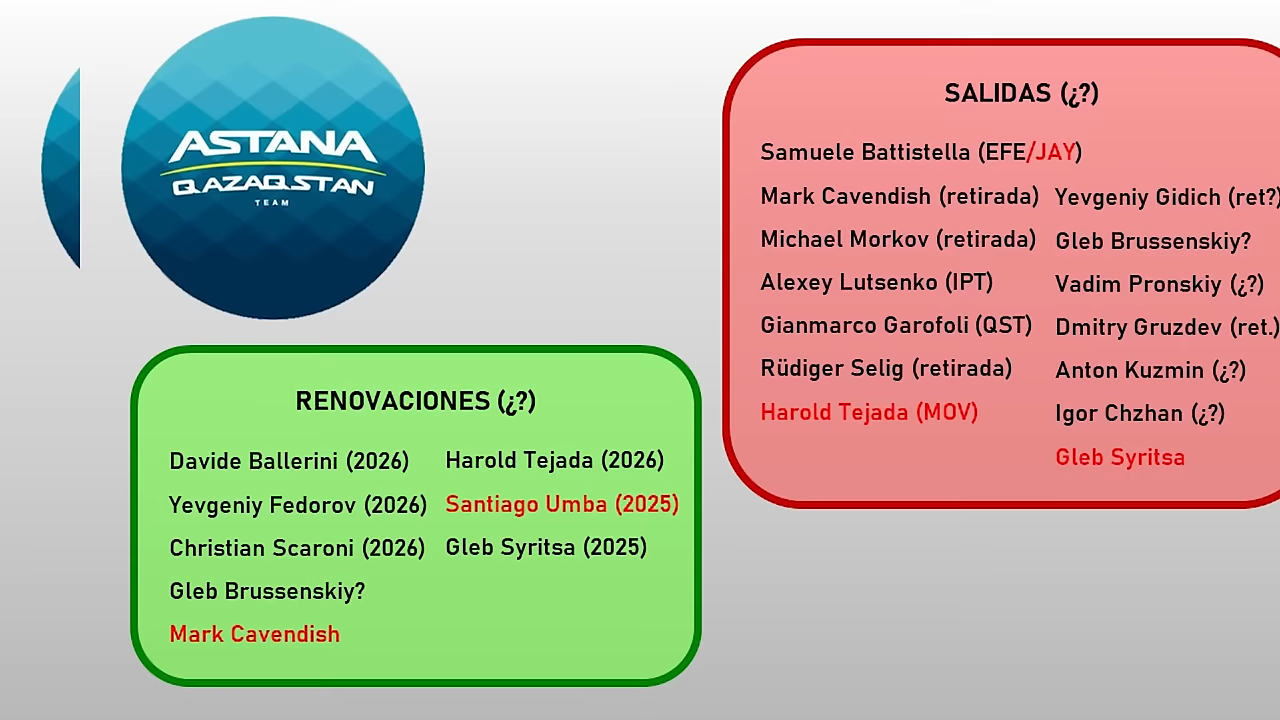 ASTANA
QAZAQSTAN
TEAM
RENOVACIONES (¿?)
Davide Ballerini (2026)
Yevgeniy Fedorov (2026)
Christian Scaroni (2026)
Gleb Brussenskiy?
Mark Cavendish
Harold Tejada (2026)
Santiago Umba (2025)
Gleb Syritsa (2025)
SALIDAS (¿?)
Samuele Battistella (EFE/JAY)
Mark Cavendish (retirada)
Michael Morkov (retirada)
Alexey Lutsenko (IPT)
Gianmarco Garofoli (QST)
Rüdiger Selig (retirada)
Harold Tejada (MOV)
Yevgeniy Gidich (ret?)
Gleb Brussenskiy?
Vadim Pronskiy (¿?)
Dmitry Gruzdev (ret.)
Anton Kuzmin (¿?)
Igor Chzhan (¿?)
Gleb Syritsa